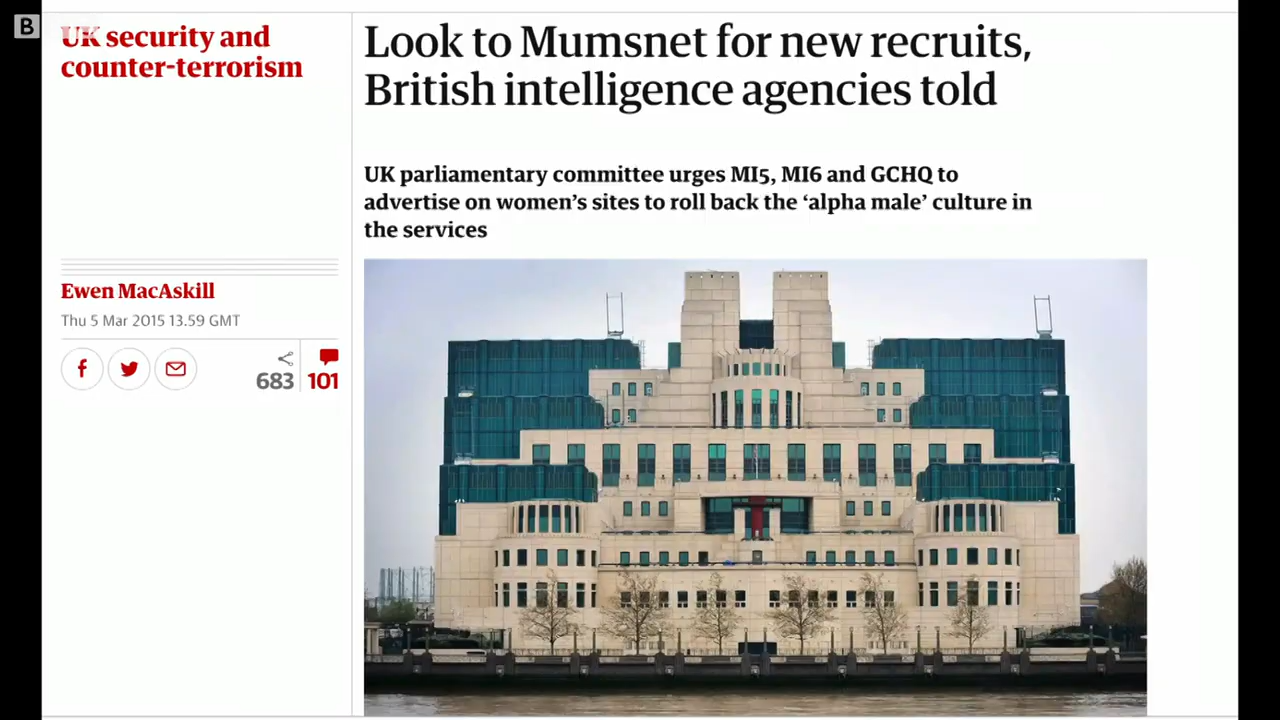 B
UK security and
counter-terrorism
Look to Mumsnet for new recruits,
British intelligence agencies told
UK parliamentary committee urges MI5, MI6 and GCHQ to
advertise on women's sites to roll back the ‘alpha male’ culture in
the services
Ewen MacAskill
Thu 5 Mar 2015 13.59 GMT
683
101